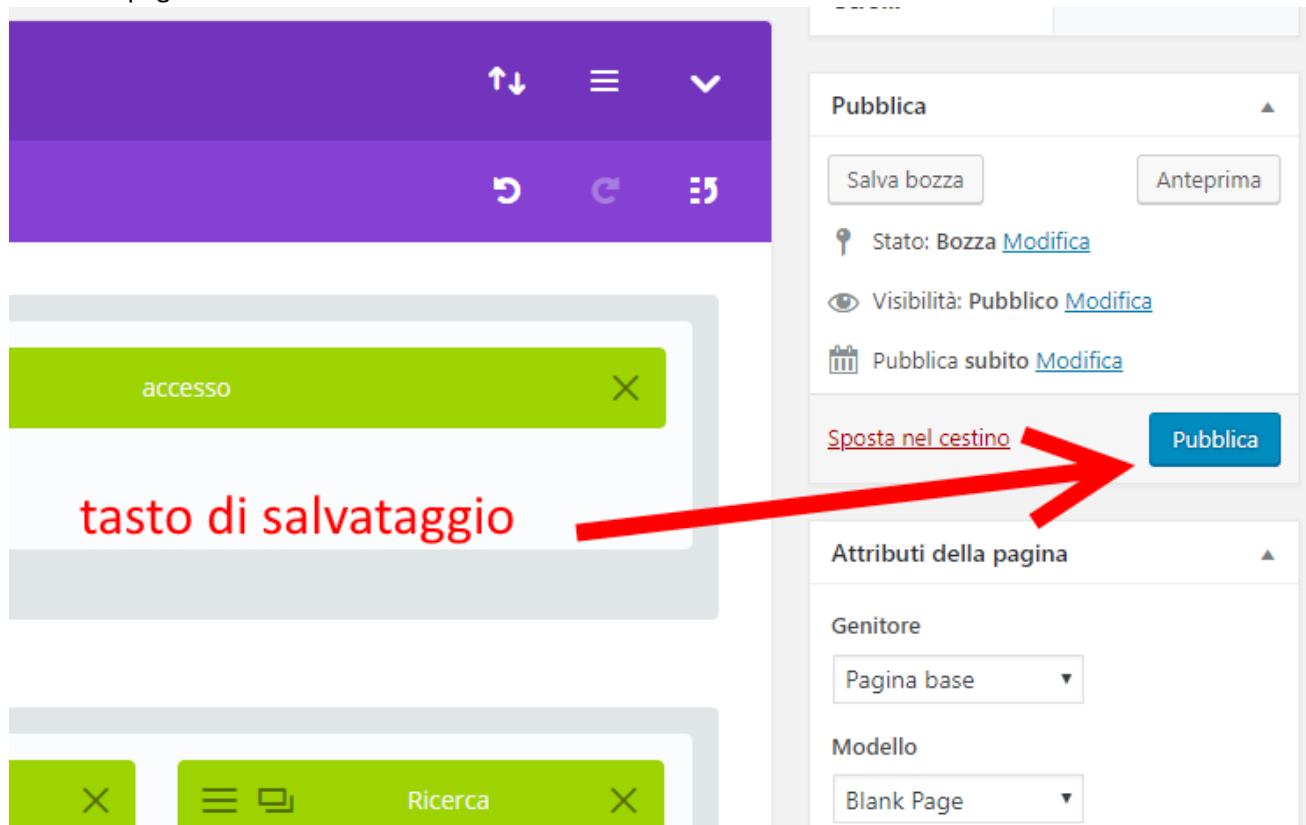 Pubblica
Salva bozza
Anteprima
Stato: Bozza Modifica
Visibilità: Pubblico Modifica
Pubblica subito Modifica
accesso
Sposta nel cestino
Pubblica
tasto di salvataggio
Attributi della pagina
Genitore
Pagina base
Modello
Blank Page
Ricerca